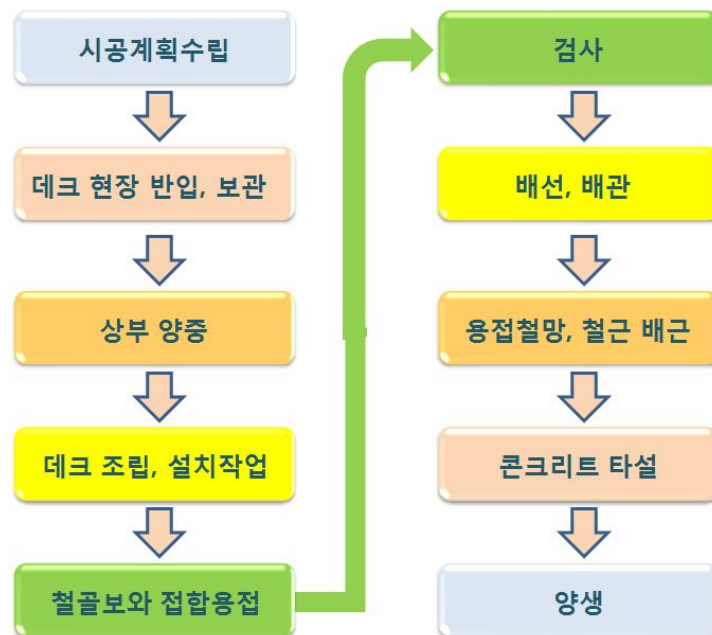 시공계획수립
데크 현장 반입, 보관
상부 양중
데크 조립, 설치작업
철골보와 접합용접
검사
배선, 배관
용접철망, 철근 배근
콘크리트 타설
양생